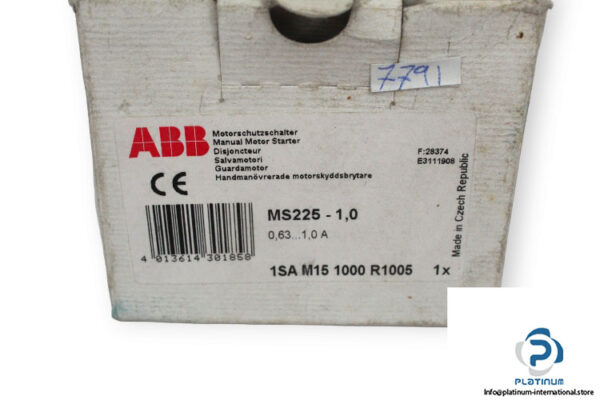 7791
ABB
Motorschutzschalter
Manual Motor Starter
Disjoncteur
Salvamotori
Guardamotor
Handmanövrerade motorskyddsbrytare
F:28374
E3111908
Made in Czech Republic
CE
MS225 - 1,0
0,63...1,0 A
4 013614 301858
1SA M15 1000 R1005 1x
PLATINUM
Info@platinum-international.store